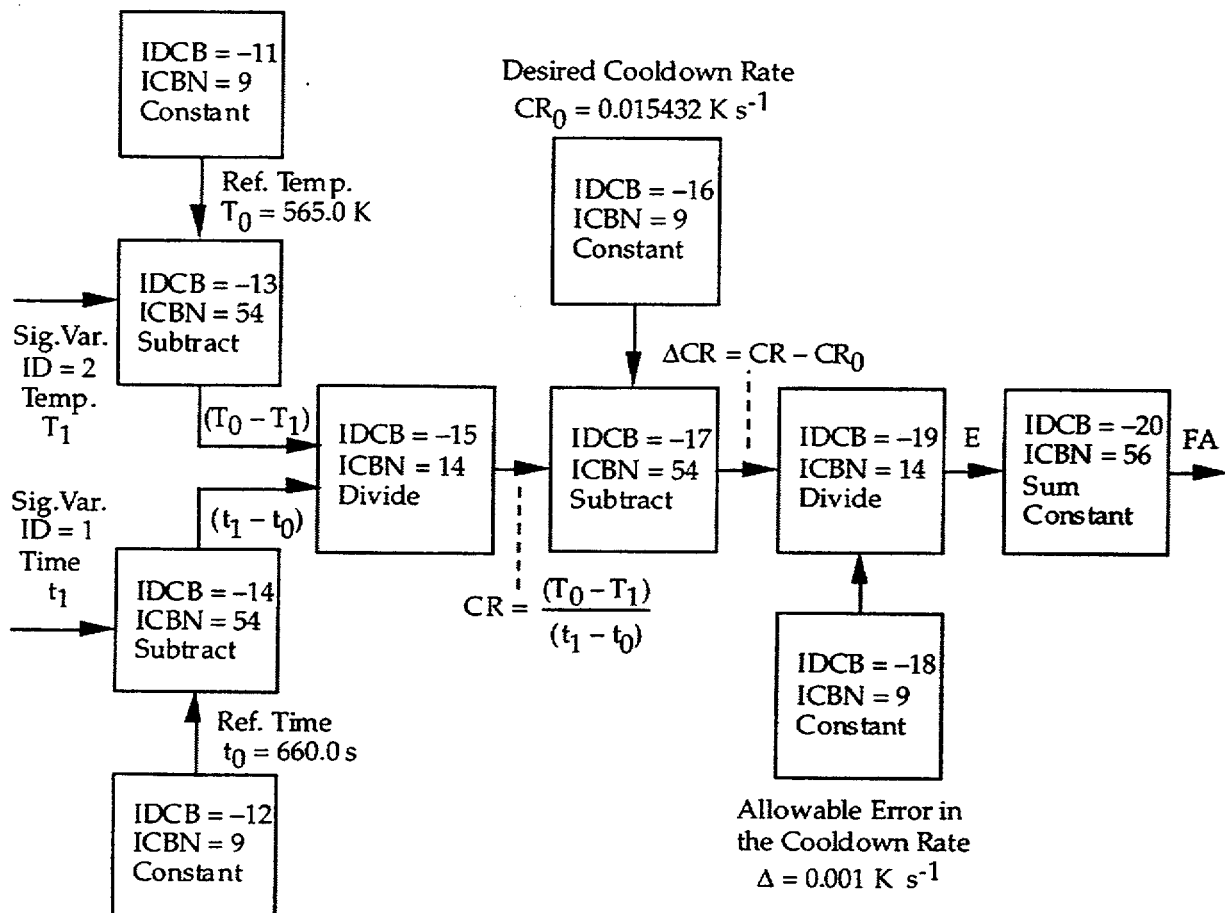 IDCB = –11
ICBN = 9
Constant
Ref. Temp.
T0 = 565.0 K
Desired Cooldown Rate
CR0 = 0.015432 K s-1
IDCB = –16
ICBN = 9
Constant
IDCB = –13
ICBN = 54
Subtract
Sig.Var.
ID = 2
Temp.
T1
(T0 – T1)
Sig.Var.
ID = 1
Time
t1
(t1 – t0)
IDCB = –14
ICBN = 54
Subtract
Ref. Time
t0 = 660.0 s
IDCB = –12
ICBN = 9
Constant
IDCB = –15
ICBN = 14
Divide
CR = (T0 – T1)
(t1 – t0)
IDCB = –17
ICBN = 54
Subtract
ΔCR = CR – CR0
IDCB = –19
ICBN = 14
Divide
E
IDCB = –20
ICBN = 56
Sum
Constant
FA
IDCB = –18
ICBN = 9
Constant
Allowable Error in
the Cooldown Rate
Δ = 0.001 K s-1